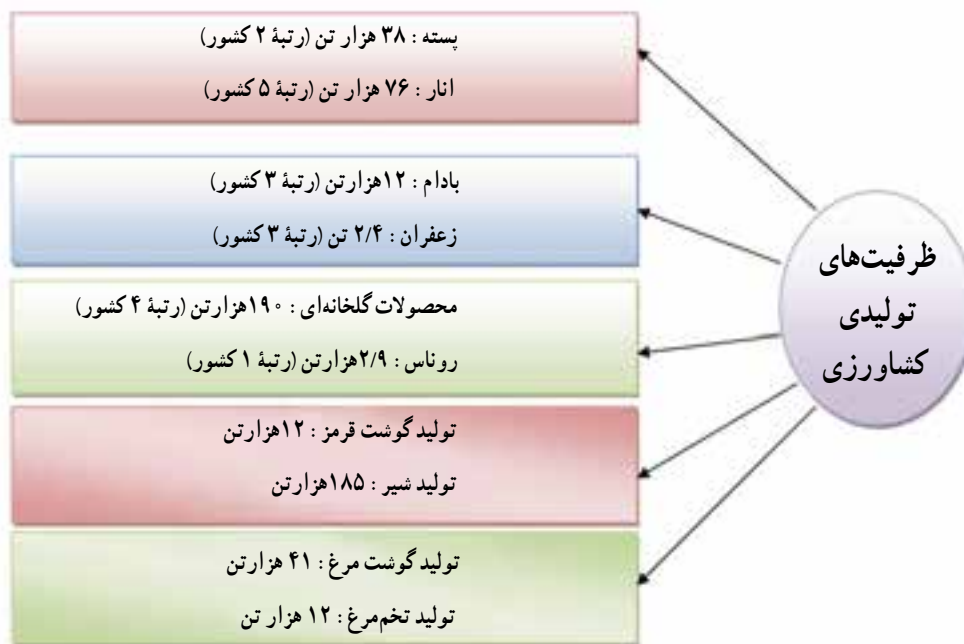 ظرفیت‌های
تولیدی
کشاورزی
پسته : ۳۸ هزار تن (رتبهٔ ۲ کشور)
انار : ۷۶ هزار تن (رتبهٔ ۵ کشور)
بادام : ۱۲هزارتن (رتبهٔ ۳ کشور)
زعفران : ۲/۴ تن (رتبهٔ ۳ کشور)
محصولات گلخانه‌ای : ۱۹۰هزارتن (رتبهٔ ۴ کشور)
روناس : ۲/۹هزارتن (رتبهٔ ۱ کشور)
تولید گوشت قرمز : ۱۲هزارتن
تولید شیر : ۱۸۵هزارتن
تولید گوشت مرغ : ۴۱ هزارتن
تولید تخم‌مرغ : ۱۲ هزار تن